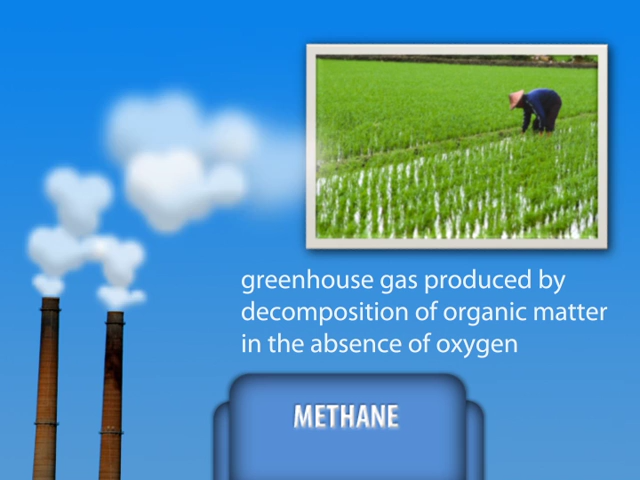 greenhouse gas produced by
decomposition of organic matter
in the absence of oxygen
METHANE